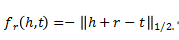 f_r(h,t)=− ‖h + r − t‖_{1/2.}